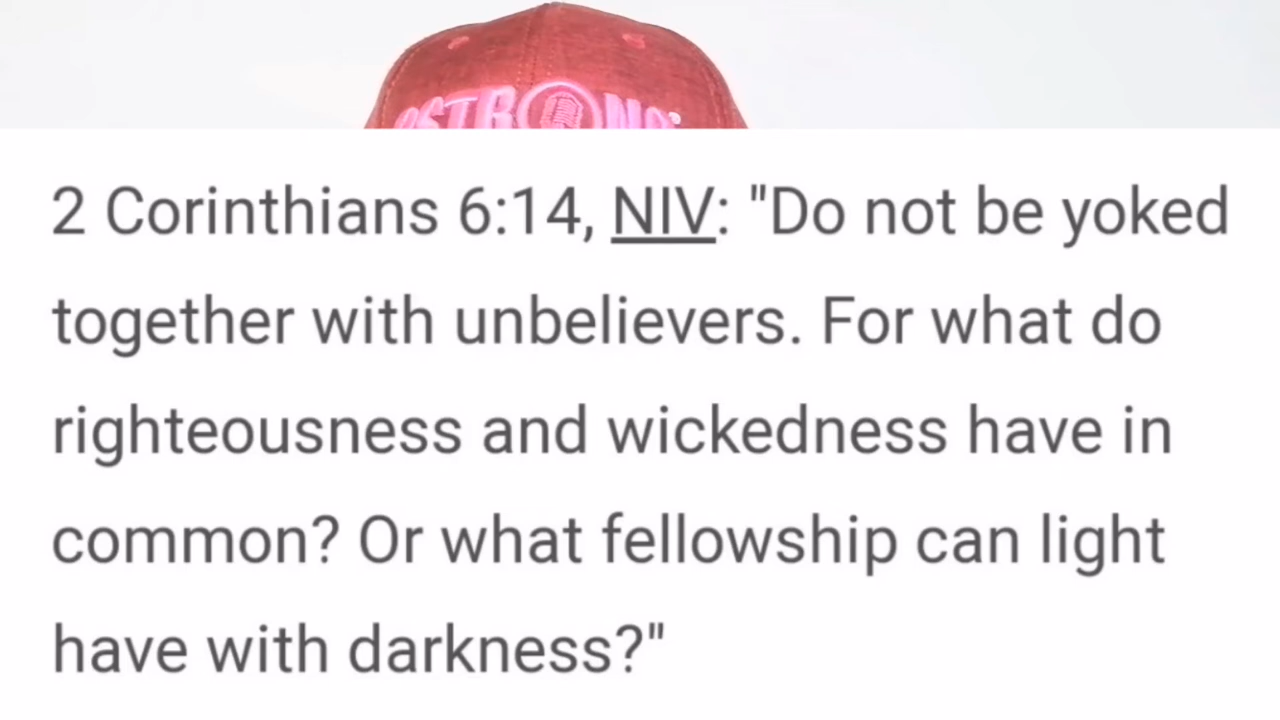 2 Corinthians 6:14, NIV: "Do not be yoked
together with unbelievers. For what do
righteousness and wickedness have in
common? Or what fellowship can light
have with darkness?"